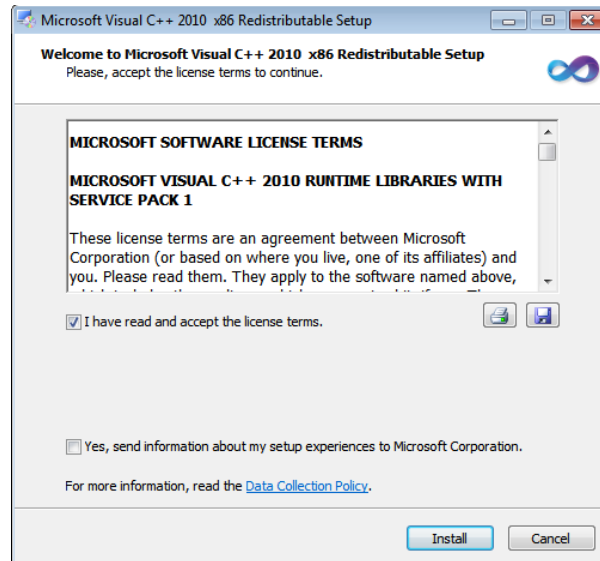 Microsoft Visual C++ 2010 x86 Redistributable Setup
Welcome to Microsoft Visual C++ 2010 x86 Redistributable Setup
Please, accept the license terms to continue.
MICROSOFT SOFTWARE LICENSE TERMS
MICROSOFT VISUAL C++ 2010 RUNTIME LIBRARIES WITH
SERVICE PACK 1
These license terms are an agreement between Microsoft
Corporation (or based on where you live, one of its affiliates) and
you. Please read them. They apply to the software named above,
I have read and accept the license terms.
Yes, send information about my setup experiences to Microsoft Corporation.
For more information, read the Data Collection Policy.
Install Cancel